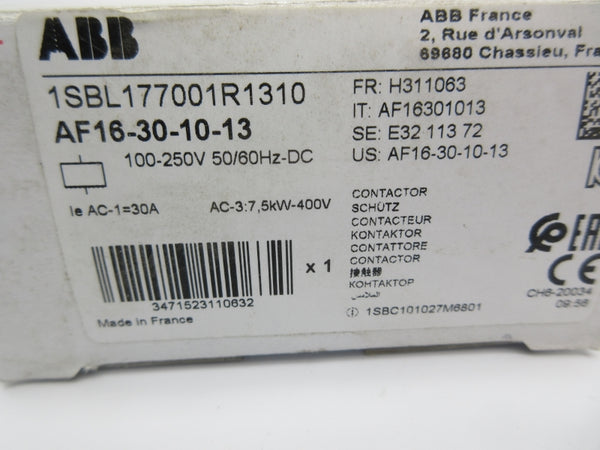 ABB
ABB France
2, Rue d'Arsonval
69680 Chassieu, Fra
1SBL177001R1310
AF16-30-10-13
100-250V 50/60Hz-DC
Ie AC-1=30A AC-3:7,5kW-400V
FR: H311063
IT: AF16301013
SE: E32 113 72
US: AF16-30-10-13
CONTACTOR
SCHÜTZ
CONTACTEUR
KONTAKTOR
CONTATTORE
CONTACTOR
接触器
КОНТАКТОР
x 1
3471523110632
Made in France
1SBC101027M6801
EAC
CE
CH6-20034
09:56